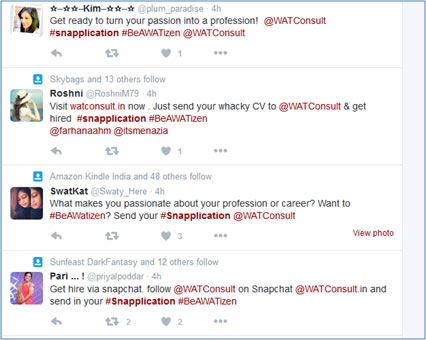 ☆-☆☆-Kim-☆☆-☆ @plum_paradise · 4h
Get ready to turn your passion into a profession! @WATConsult
#snapplication #BeAWATizen @WATConsult
1
Skybags and 13 others follow
Roshni @RoshniM79 · 4h
Visit watconsult.in now . Just send your whacky CV to @WATConsult & get
hired #snapplication #BeAWATizen
@farhanaahm @itsmenazia
1
Amazon Kindle India and 48 others follow
SwatKat @Swaty_Here · 4h
What makes you passionate about your profession or career? Want to
#BeAWatizen? Send your #Snapplication @WATConsult
3
View photo
Sunfeast DarkFantasy and 12 others follow
Pari ... ! @priyalpoddar · 4h
Get hire via snapchat. follow @WATConsult on Snapchat @WATConsult.in and
send in your #Snapplication #BeAWATizen
2 2